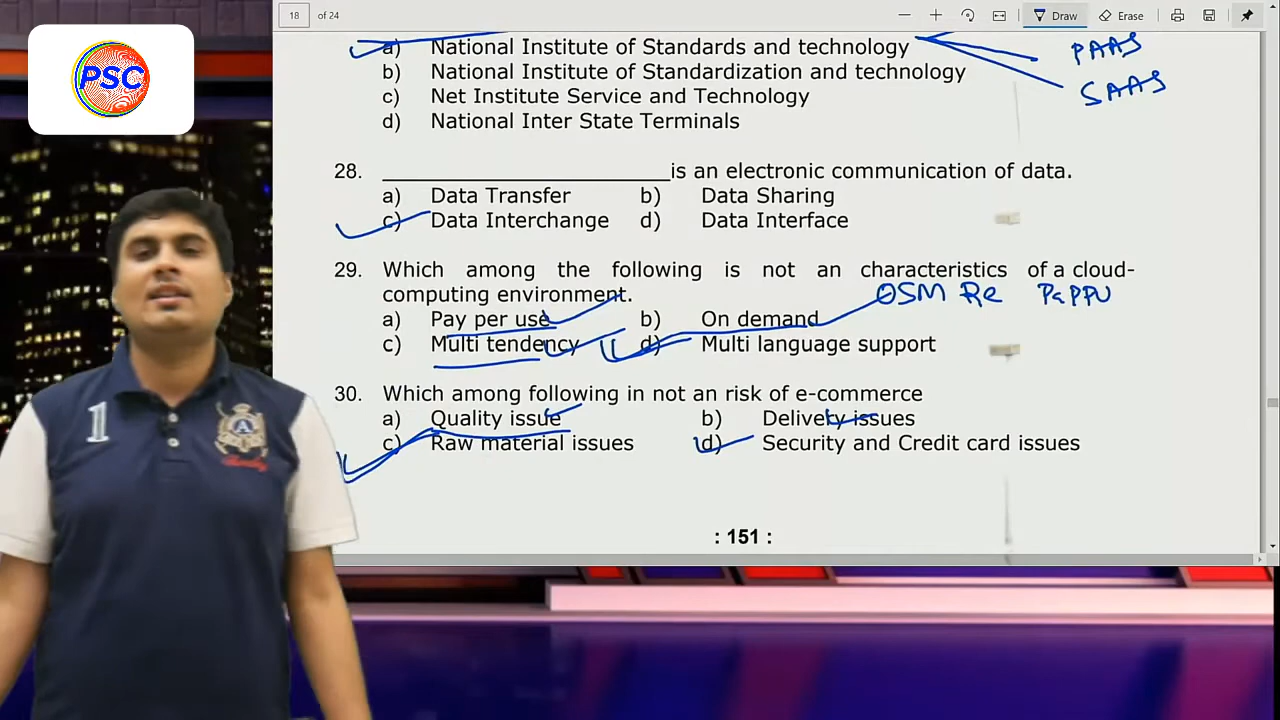 18 of 24
Draw
Erase
PSC
a) National Institute of Standards and technology
PAAS
b) National Institute of Standardization and technology
SAAS
c) Net Institute Service and Technology
d) National Inter State Terminals
28. ______________________is an electronic communication of data.
a) Data Transfer b) Data Sharing
c) Data Interchange d) Data Interface
29. Which among the following is not an characteristics of a cloud-
computing environment.
OSM Re PaPPU
a) Pay per use b) On demand
c) Multi tendency d) Multi language support
30. Which among following in not an risk of e-commerce
a) Quality issue b) Delivery issues
c) Raw material issues d) Security and Credit card issues
: 151 :
1
A